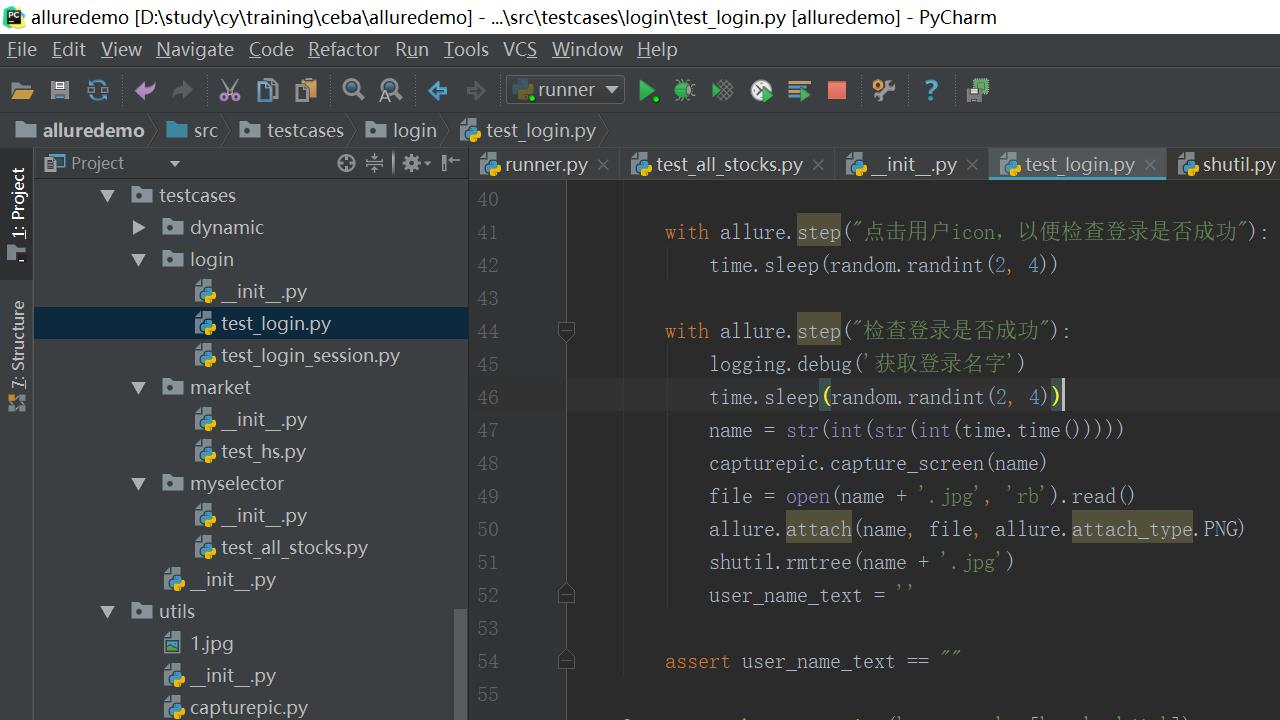 alluredemo [D:\study\cy\training\ceba\alluredemo] - ...\src\testcases\login\test_login.py [alluredemo] - PyCharm
File Edit View Navigate Code Refactor Run Tools VCS Window Help
runner
alluredemo src testcases login test_login.py
1: Project
7: Structure
Project
testcases
dynamic
login
__init__.py
test_login.py
test_login_session.py
market
__init__.py
test_hs.py
myselector
__init__.py
test_all_stocks.py
__init__.py
utils
1.jpg
__init__.py
capturepic.py
runner.py test_all_stocks.py __init__.py test_login.py shutil.py
40
41 with allure.step("点击用户icon, 以便检查登录是否成功"):
42 time.sleep(random.randint(2, 4))
43
44 with allure.step("检查登录是否成功"):
45 logging.debug('获取登录名字')
46 time.sleep(random.randint(2, 4))
47 name = str(int(str(int(time.time()))))
48 capturepic.capture_screen(name)
49 file = open(name + '.jpg', 'rb').read()
50 allure.attach(name, file, allure.attach_type.PNG)
51 shutil.rmtree(name + '.jpg')
52 user_name_text = ''
53
54 assert user_name_text == ""
55